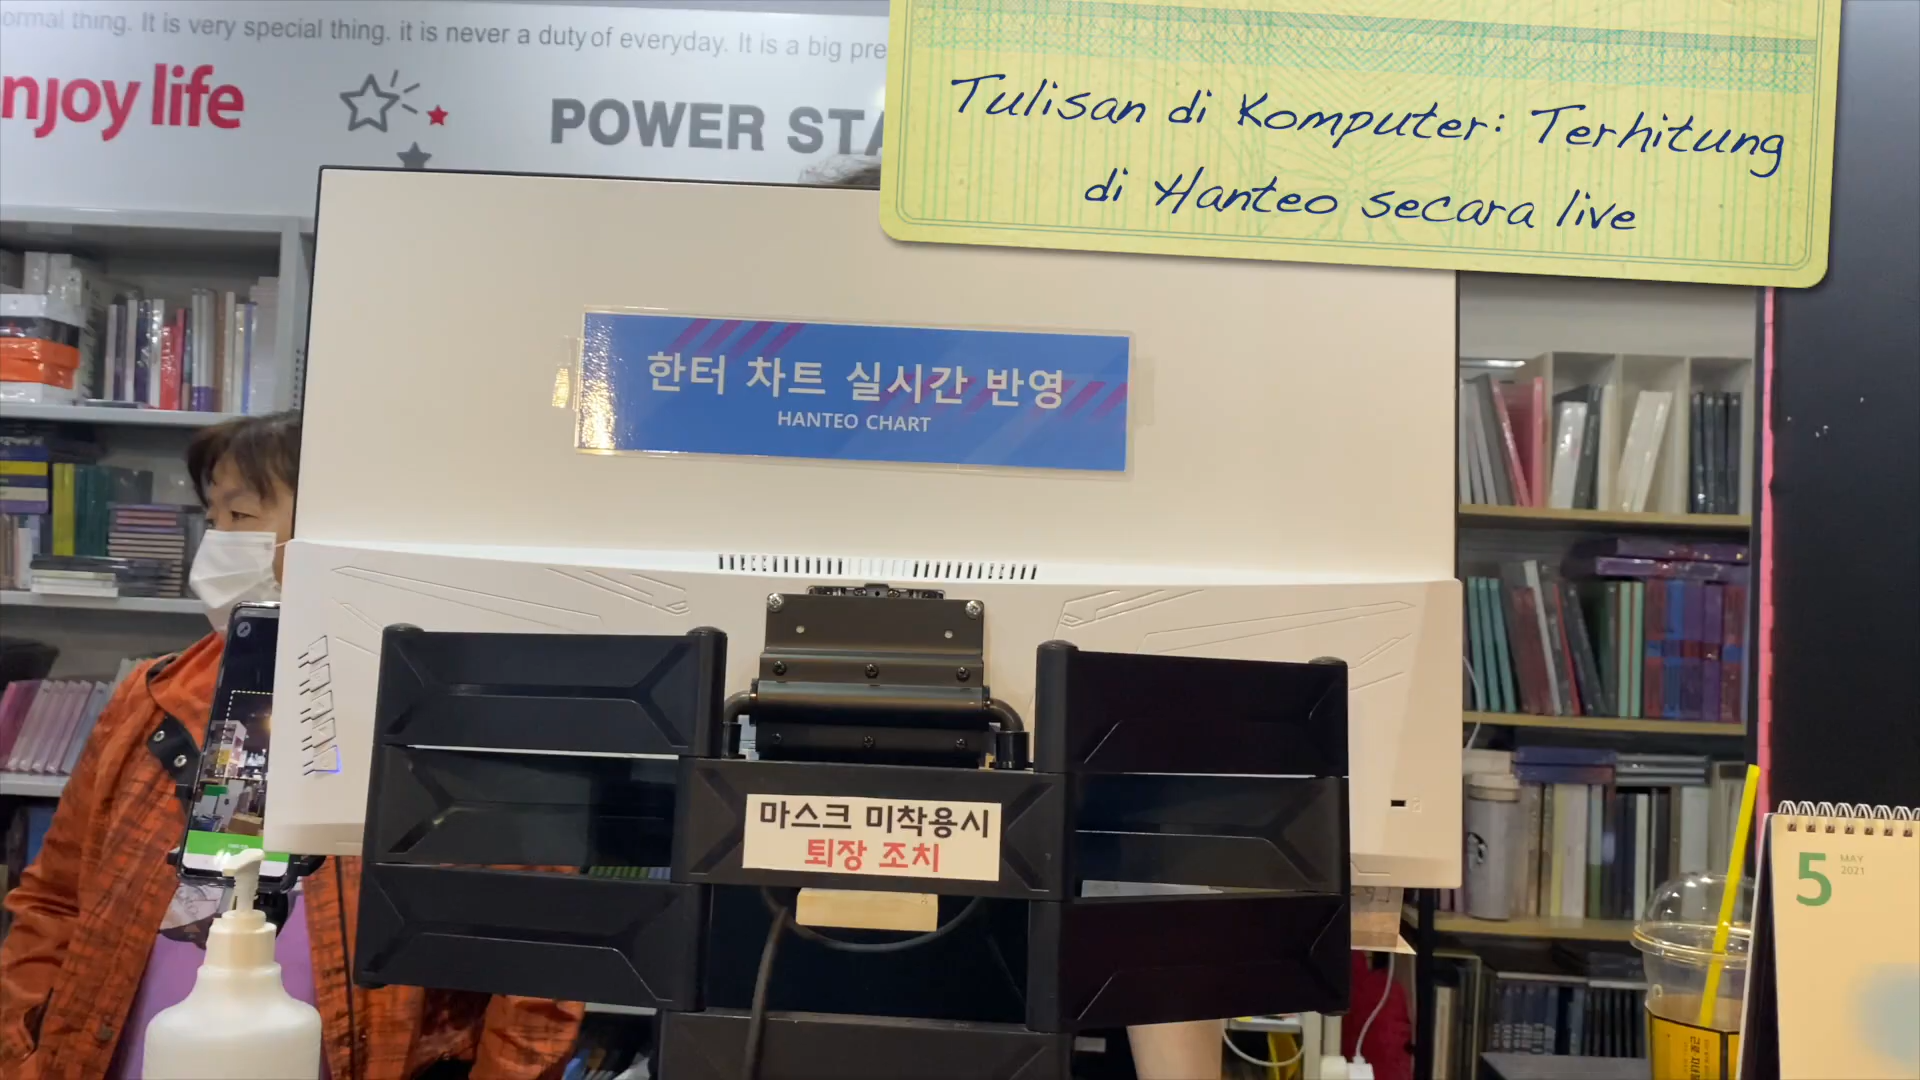 ormal thing. It is very special thing. it is never a duty of everyday. It is a big pre
njoy life
POWER STA
Tulisan di Komputer: Terhitung
di Hanteo secara live
한터 차트 실시간 반영
HANTEO CHART
마스크 미착용시
퇴장 조치
5 MAY
2021